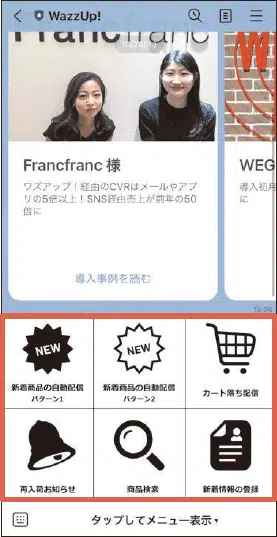 WazzUp!
Francfranc
Francfranc 様
ワズアップ！経由のCVRはメールやアプ
リの5倍以上！SNS経由売上が前年の50
倍に
導入事例を読む
WEG
導入初月
に
NEW
新着商品の自動配信
パターン1
NEW
新着商品の自動配信
パターン2
カート落ち配信
再入荷お知らせ
商品検索
新着情報の登録
タップしてメニュー表示▾